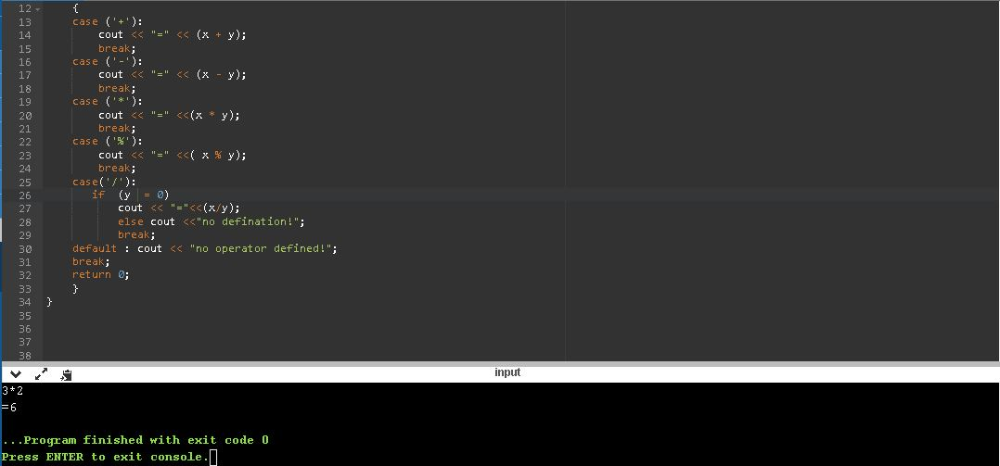 12 {
13 case ('+'):
14 cout << "=" << (x + y);
15 break;
16 case ('-'):
17 cout << "=" << (x - y);
18 break;
19 case ('*'):
20 cout << "=" <<(x * y);
21 break;
22 case ('%'):
23 cout << "=" <<( x % y);
24 break;
25 case('/'):
26 if (y = 0)
27 cout << "="<<(x/y);
28 else cout <<"no defination!";
29 break;
30 default : cout << "no operator defined!";
31 break;
32 return 0;
33 }
34 }
35
36
37
38
input
3*2
=6
...Program finished with exit code 0
Press ENTER to exit console.